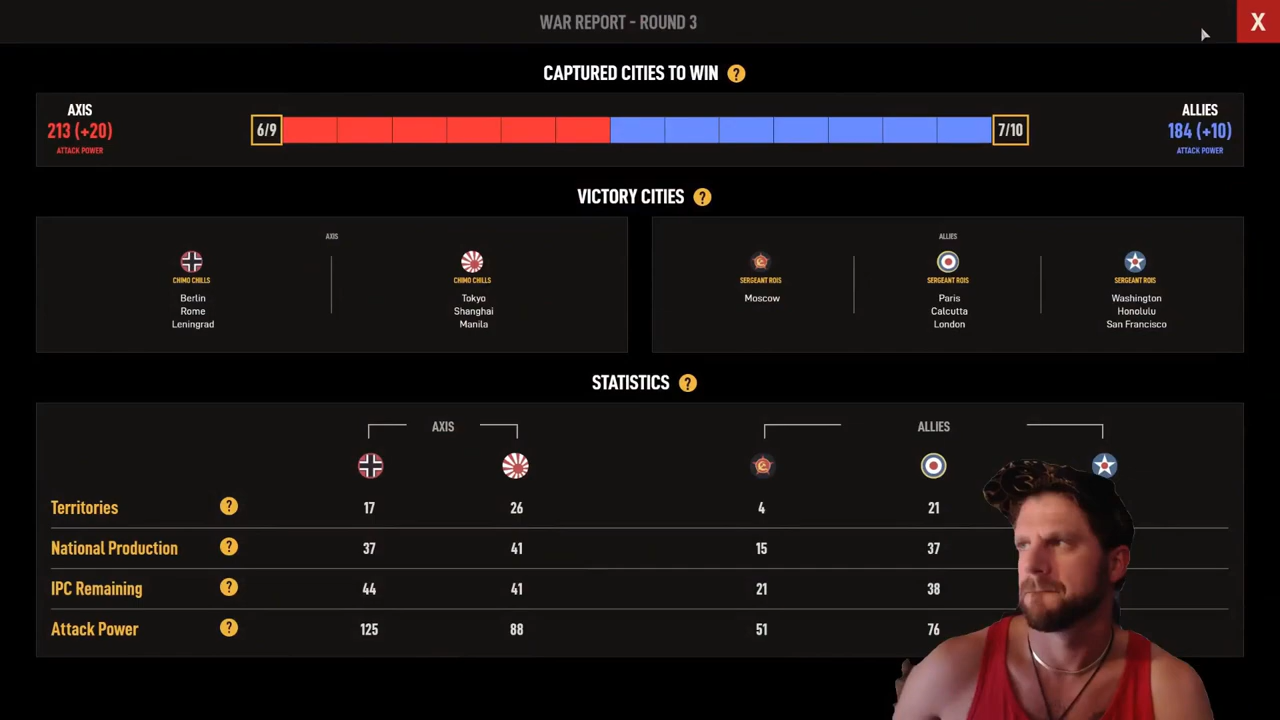 WAR REPORT - ROUND 3
X
CAPTURED CITIES TO WIN ?
AXIS
213 (+20)
ATTACK POWER
6/9
7/10
ALLIES
184 (+10)
ATTACK POWER
VICTORY CITIES ?
AXIS
CHIMO CHILLS
Berlin
Rome
Leningrad
CHIMO CHILLS
Tokyo
Shanghai
Manila
ALLIES
SERGEANT ROIS
Moscow
SERGEANT ROIS
Paris
Calcutta
London
SERGEANT ROIS
Washington
Honolulu
San Francisco
STATISTICS ?
AXIS
ALLIES
Territories ? 17 26 4 21
National Production ? 37 41 15 37
IPC Remaining ? 44 41 21 38
Attack Power ? 125 88 51 76